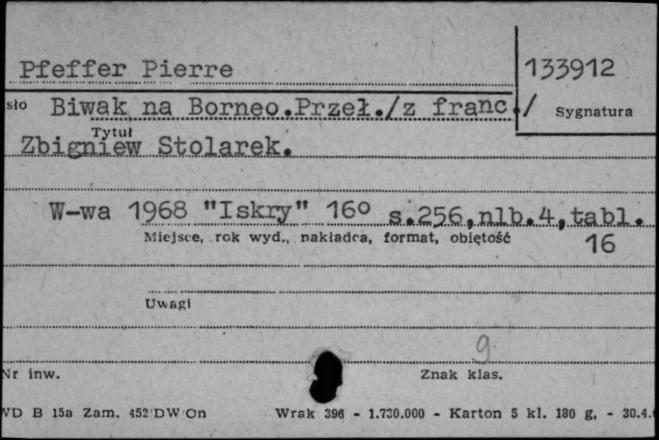 Pfeffer Pierre
133912
sło Biwak na Borneo.Przeł./z franc./
Sygnatura
Tytuł
Zbigniew Stolarek.
W-wa 1968 "Iskry" 16o s.256,nlb.4,tabl.
Miejsce, rok wyd., nakładca, format, objętość
16
Uwagi
9
Nr inw.
Znak klas.
WD B 15a Zam. 452/DW/On Wrak 396 - 1.730.000 - Karton 5 kl. 180 g. - 30.4.